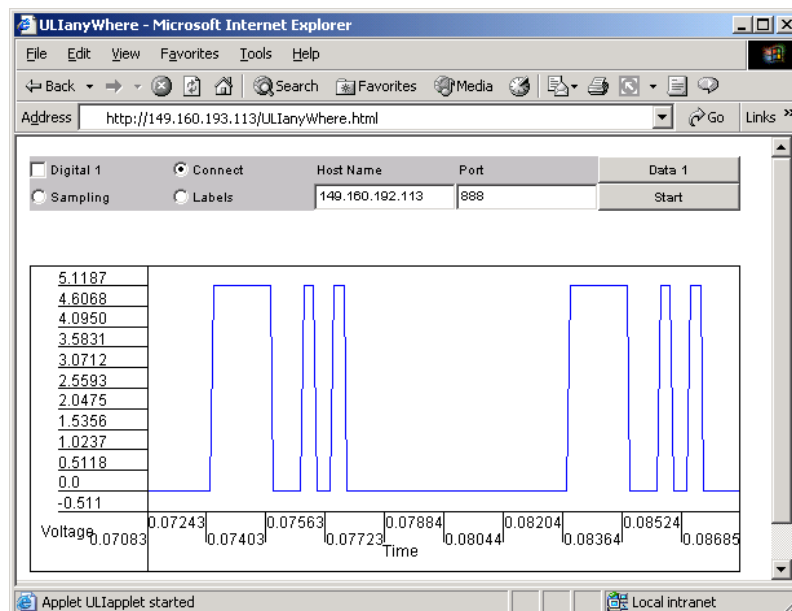 ULIanyWhere - Microsoft Internet Explorer
File Edit View Favorites Tools Help
Back Search Favorites Media
Address http://149.160.193.113/ULIanyWhere.html Go Links »
Digital 1 Connect Host Name Port Data 1
Sampling Labels 149.160.192.113 888 Start
5.1187
4.6068
4.0950
3.5831
3.0712
2.5593
2.0475
1.5356
1.0237
0.5118
0.0
-0.511
0.07243 0.07563 0.07884 0.08204 0.08524
Voltage 0.07083 0.07403 0.07723 0.08044 0.08364 0.08685
Time
Applet ULIapplet started Local intranet